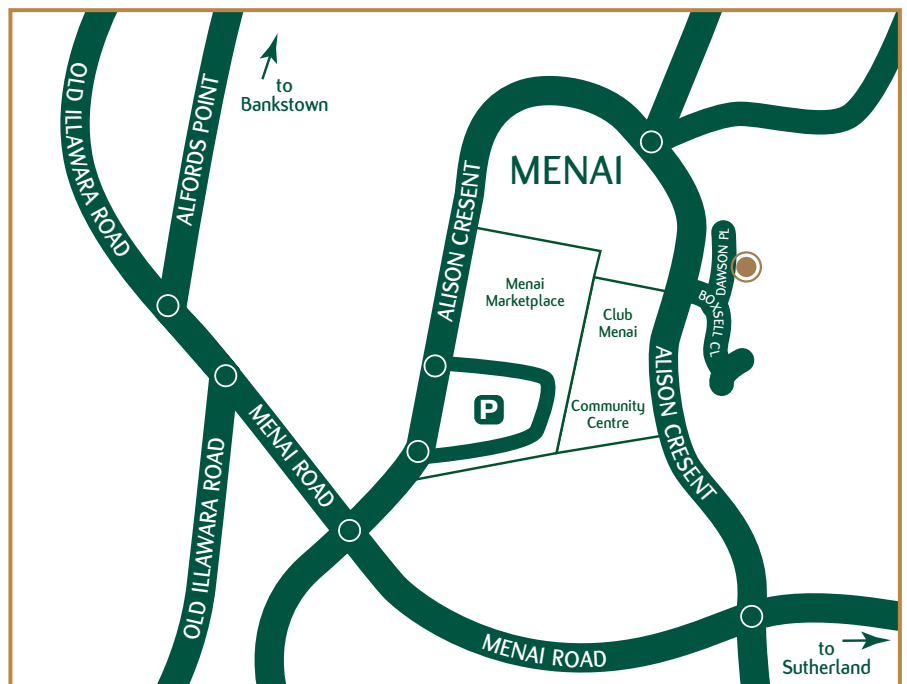 to
Bankstown
OLD ILLAWARA ROAD
ALFORDS POINT
MENAI
ALISON CRESENT
DAWSON PL
Menai
Marketplace
BOXSELL CL
Club
Menai
ALISON CRESENT
P
Community
Centre
MENAI ROAD
OLD ILLAWARA ROAD
MENAI ROAD
to
Sutherland